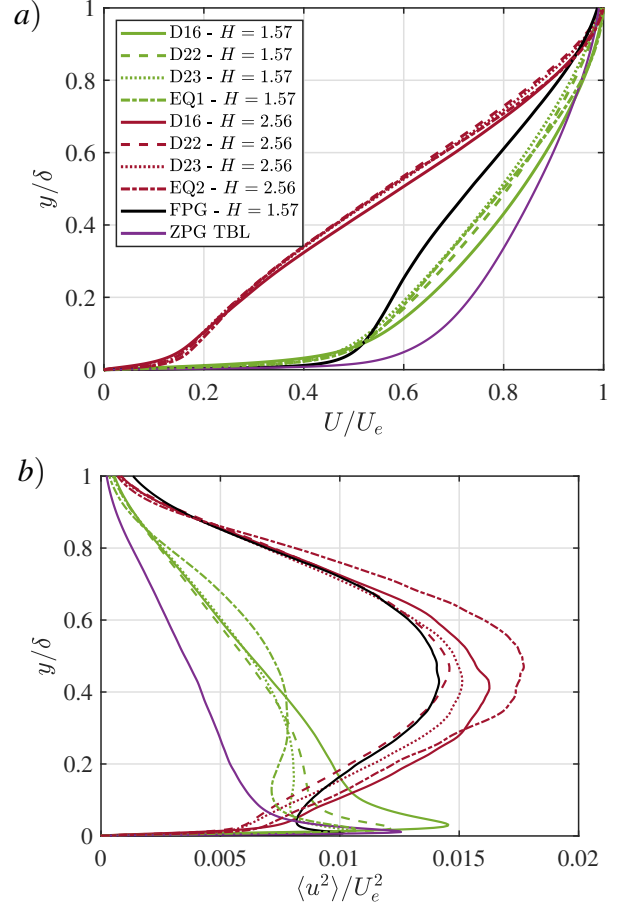 a)
1
0.8
0.6
0.4
0.2
0
y/δ
D16 - H = 1.57
D22 - H = 1.57
D23 - H = 1.57
EQ1 - H = 1.57
D16 - H = 2.56
D22 - H = 2.56
D23 - H = 2.56
EQ2 - H = 2.56
FPG - H = 1.57
ZPG TBL
0 0.2 0.4 0.6 0.8 1
U/U_e
b)
1
0.8
0.6
0.4
0.2
0
y/δ
0 0.005 0.01 0.015 0.02
⟨u²⟩/U_e²